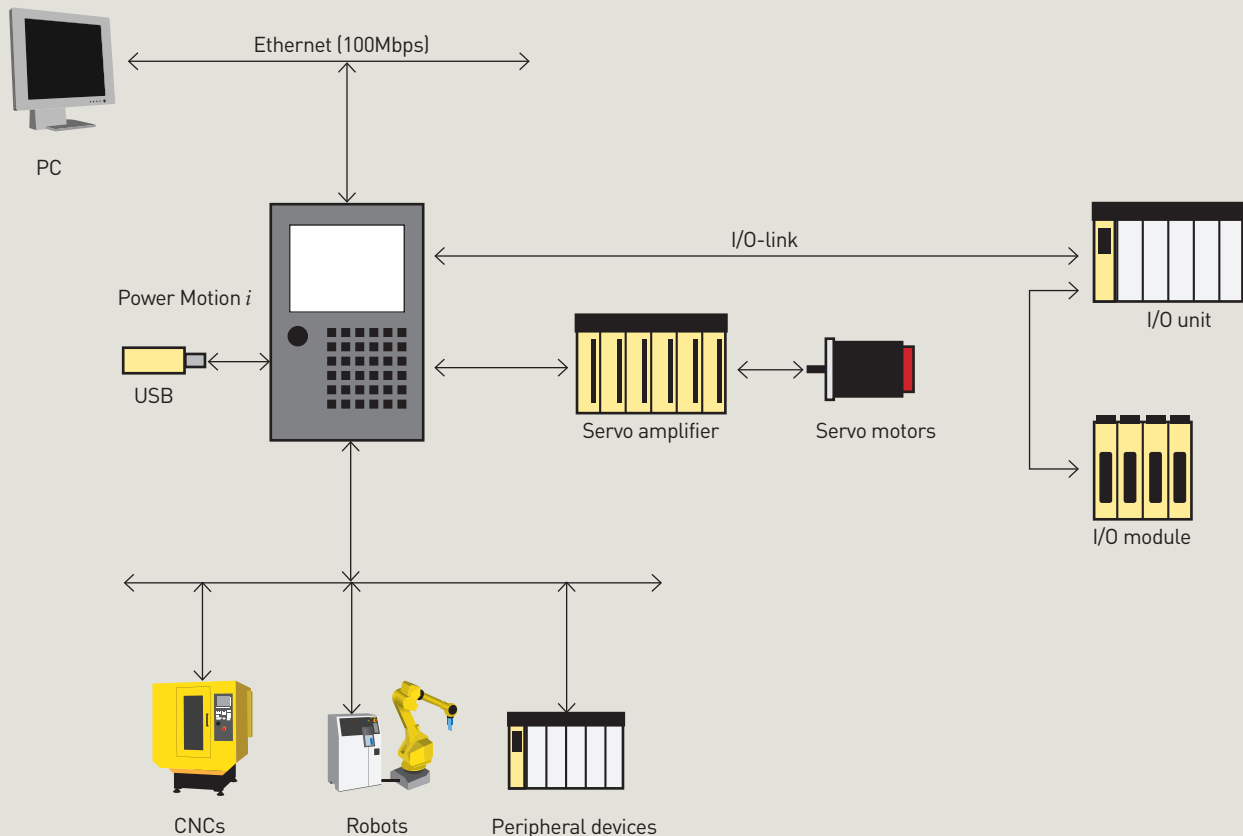 Ethernet (100Mbps)
PC
I/O-link
Power Motion i
I/O unit
USB
Servo amplifier
Servo motors
I/O module
CNCs
Robots
Peripheral devices